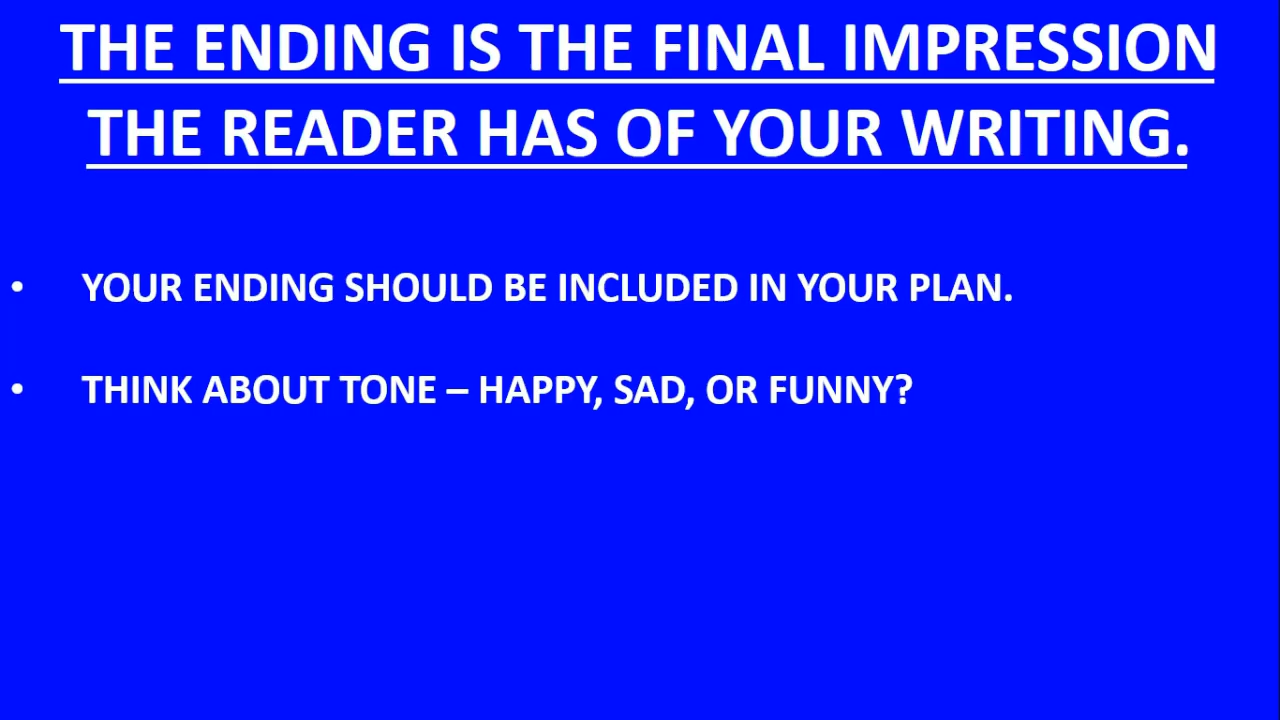 THE ENDING IS THE FINAL IMPRESSION
THE READER HAS OF YOUR WRITING.
• YOUR ENDING SHOULD BE INCLUDED IN YOUR PLAN.
• THINK ABOUT TONE – HAPPY, SAD, OR FUNNY?